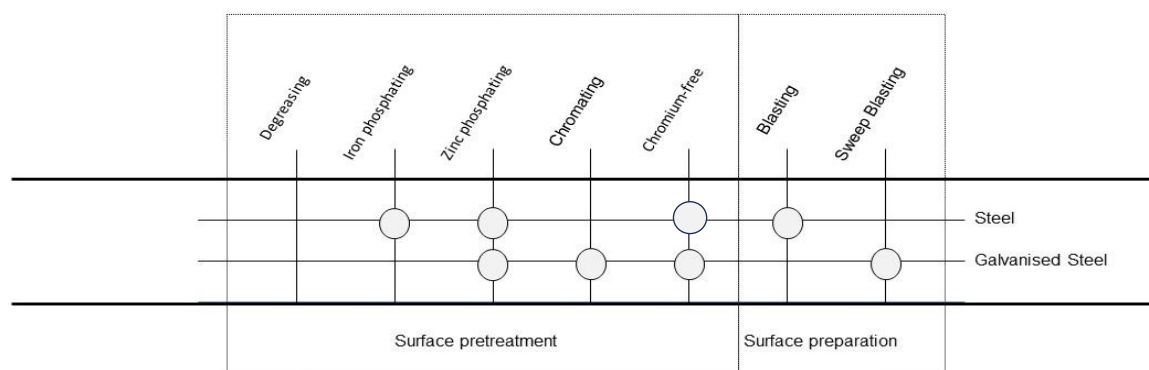 Degreasing
Iron phosphating
Zinc phosphating
Chromating
Chromium-free
Blasting
Sweep Blasting
Steel
Galvanised Steel
Surface pretreatment
Surface preparation